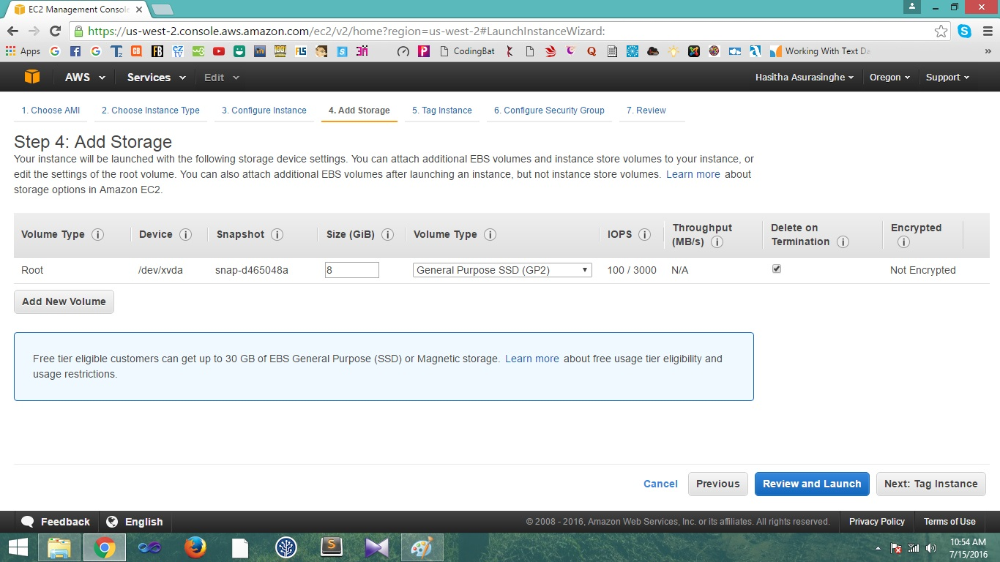 EC2 Management Console
https://us-west-2.console.aws.amazon.com/ec2/v2/home?region=us-west-2#LaunchInstanceWizard:
Apps CodingBat Working With Text Da
AWS Services Edit Hasitha Asurasinghe Oregon Support
1. Choose AMI 2. Choose Instance Type 3. Configure Instance 4. Add Storage 5. Tag Instance 6. Configure Security Group 7. Review
Step 4: Add Storage
Your instance will be launched with the following storage device settings. You can attach additional EBS volumes and instance store volumes to your instance, or
edit the settings of the root volume. You can also attach additional EBS volumes after launching an instance, but not instance store volumes. Learn more about
storage options in Amazon EC2.
Volume Type Device Snapshot Size (GiB) Volume Type IOPS Throughput (MB/s) Delete on Termination Encrypted
Root /dev/xvda snap-d465048a 8 General Purpose SSD (GP2) 100 / 3000 N/A Not Encrypted
Add New Volume
Free tier eligible customers can get up to 30 GB of EBS General Purpose (SSD) or Magnetic storage. Learn more about free usage tier eligibility and
usage restrictions.
Cancel Previous Review and Launch Next: Tag Instance
Feedback English © 2008 - 2016, Amazon Web Services, Inc. or its affiliates. All rights reserved. Privacy Policy Terms of Use
10:54 AM
7/15/2016